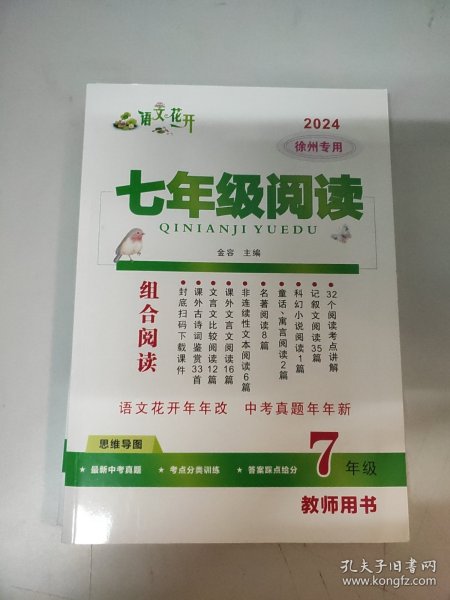 语文花开
2024
徐州专用
七年级阅读
QINIANJI YUEDU
金容 主编
组合阅读
●32个阅读考点讲解
●记叙文阅读35篇
●科幻小说阅读1篇
●童话、寓言阅读2篇
●名著阅读8篇
●非连续性文本阅读6篇
●课外文言文阅读16篇
●文言文比较阅读12篇
●课外古诗词鉴赏33首
●封底扫码下载课件
语文花开年年改 中考真题年年新
思维导图
★最新中考真题 ★考点分类训练 ★答案踩点给分
7年级
教师用书
孔夫子旧书网
www.kongfz.com